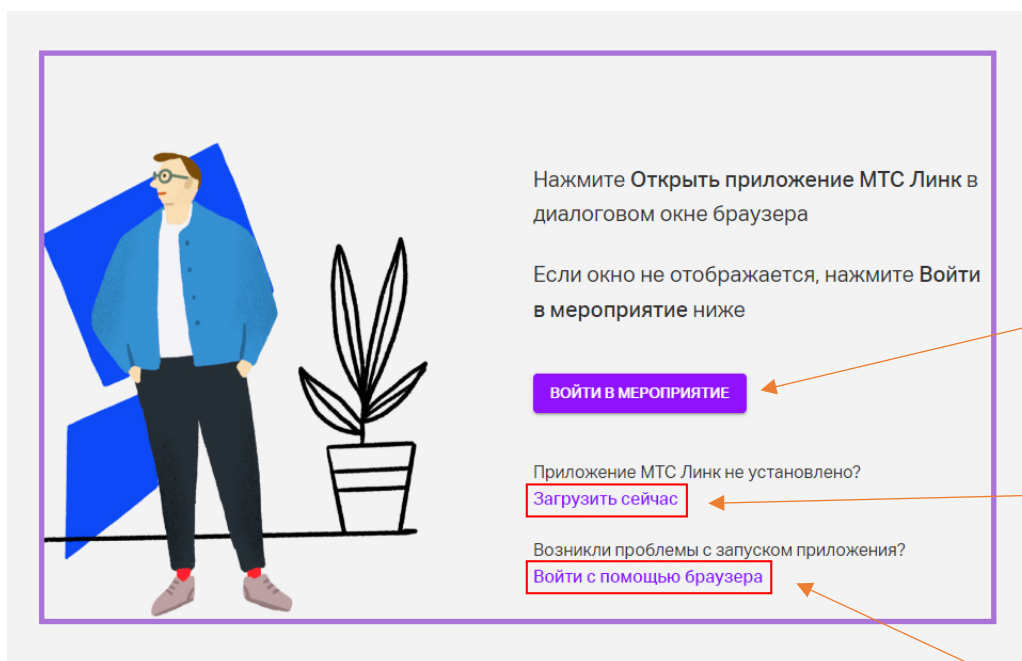 Нажмите Открыть приложение МТС Линк в
диалоговом окне браузера
Если окно не отображается, нажмите Войти
в мероприятие ниже
ВОЙТИ В МЕРОПРИЯТИЕ
Приложение МТС Линк не установлено?
Загрузить сейчас
Возникли проблемы с запуском приложения?
Войти с помощью браузера